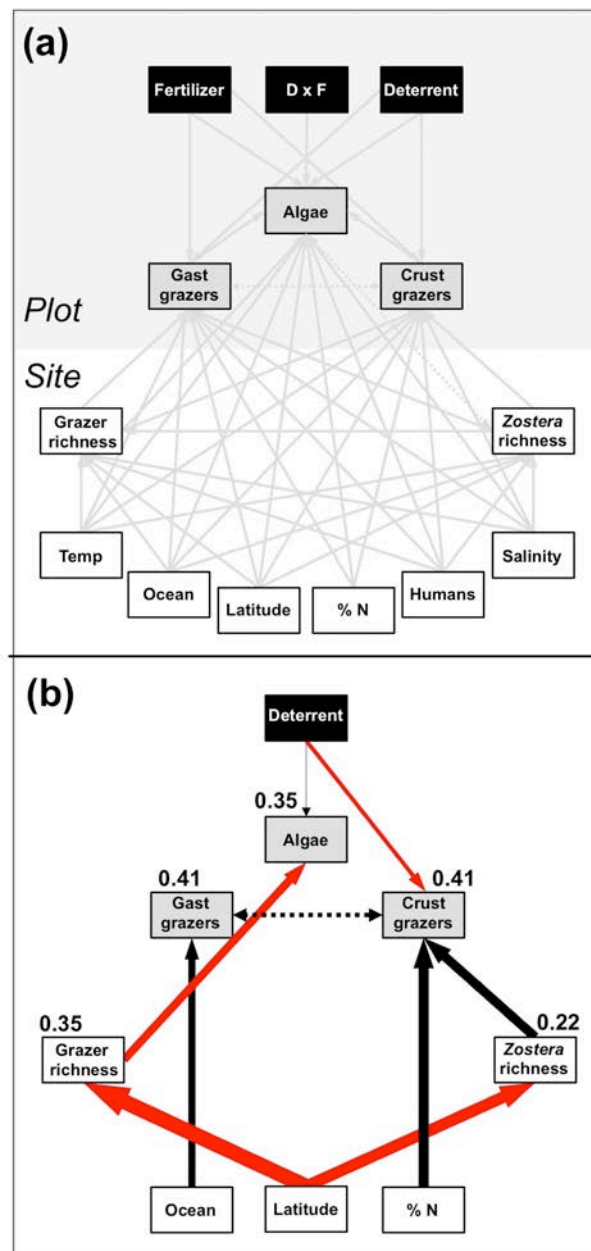 (a)
Fertilizer
D x F
Deterrent
Algae
Gast
grazers
Crust
grazers
Plot
Site
Grazer
richness
Zostera
richness
Temp
Salinity
Ocean
Humans
Latitude
% N
(b)
Deterrent
0.35
Algae
0.41
0.41
Gast
grazers
Crust
grazers
0.35
0.22
Grazer
richness
Zostera
richness
Ocean
Latitude
% N